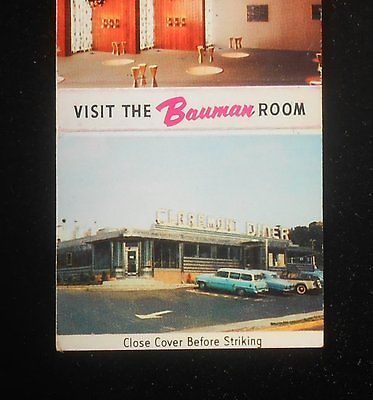 VISIT THE Bauman ROOM
CLAREMONT DINER
Close Cover Before Striking